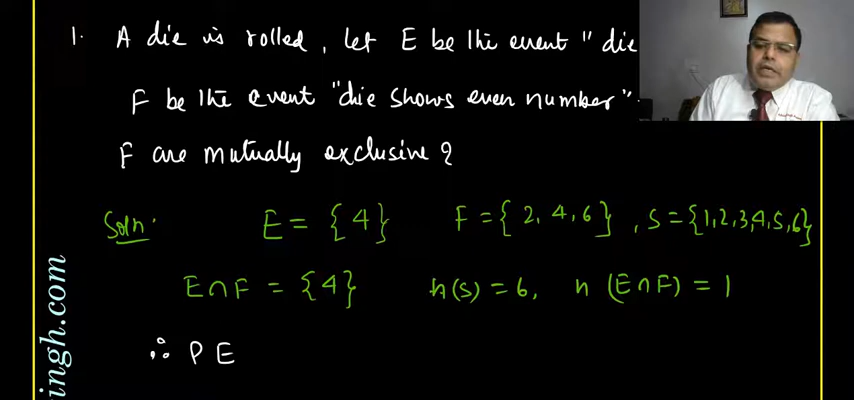 1. A die is rolled, let E be the event "die
F be the event "die shows even number".
F are mutually exclusive ?
Soln. E = {4} F = {2, 4, 6}, S = {1,2,3,4,5,6}
E∩F = {4} n(S) = 6, n (E∩F) = 1
∴ P E
ingh.com